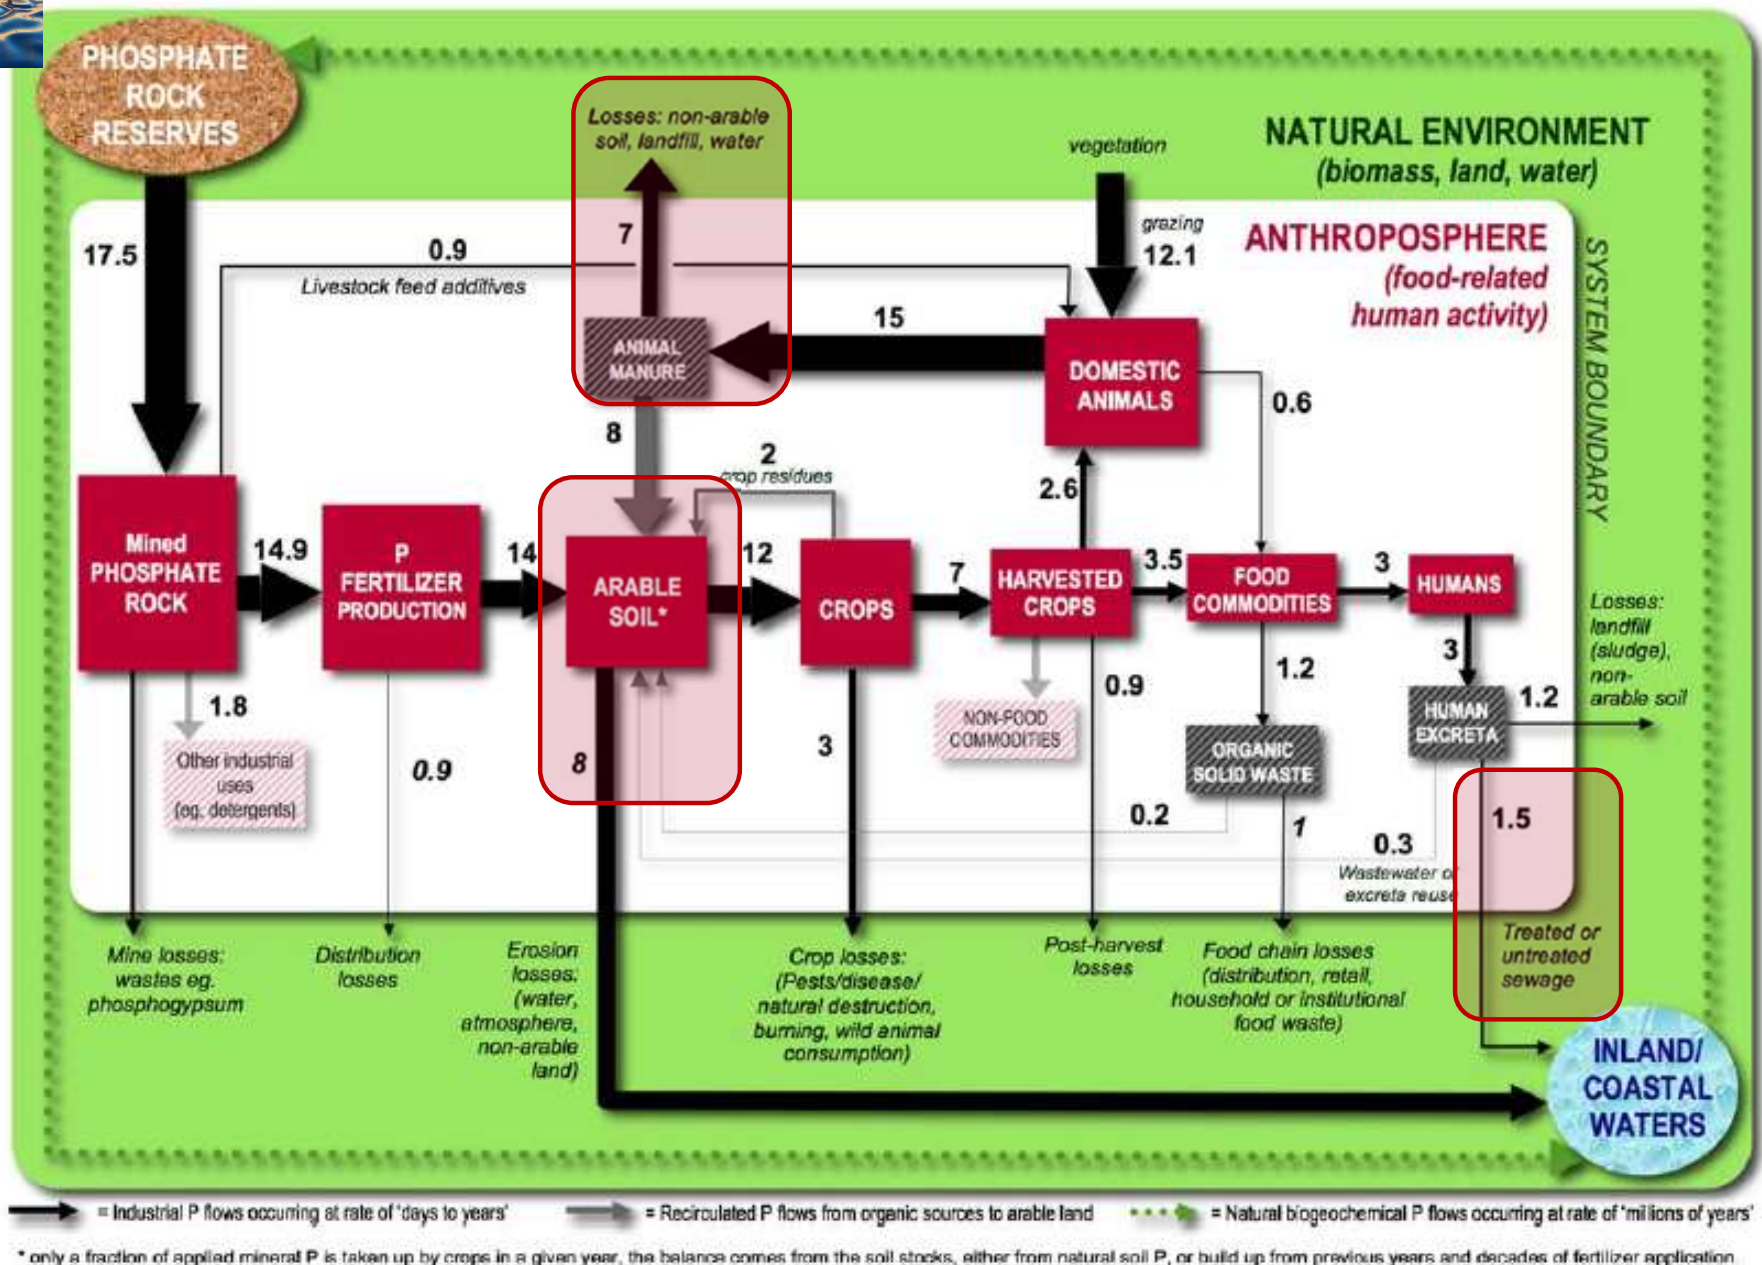 PHOSPHATE
ROCK
RESERVES
Losses: non-arable
soil, landfill, water
vegetation
NATURAL ENVIRONMENT
(biomass, land, water)
17.5
0.9
Livestock feed additives
7
grazing
12.1
ANTHROPOSPHERE
(food-related
human activity)
SYSTEM BOUNDARY
15
ANIMAL
MANURE
DOMESTIC
ANIMALS
0.6
8
2
crop residues
2.6
Mined
PHOSPHATE
ROCK
14.9
P
FERTILIZER
PRODUCTION
14
ARABLE
SOIL*
12
CROPS
7
HARVESTED
CROPS
3.5
FOOD
COMMODITIES
3
HUMANS
Losses:
landfill
(sludge),
non-
arable soil
1.8
Other industrial
uses
(eg. detergents)
0.9
8
3
NON-FOOD
COMMODITIES
0.9
1.2
ORGANIC
SOLID WASTE
3
HUMAN
EXCRETA
1.2
0.2
1
0.3
Wastewater or
excreta reuse
1.5
Treated or
untreated
sewage
Mine losses:
wastes eg.
phosphogypsum
Distribution
losses
Erosion
losses:
(water,
atmosphere,
non-arable
land)
Crop losses:
(Pests/disease/
natural destruction,
burning, wild animal
consumption)
Post-harvest
losses
Food chain losses
(distribution, retail,
household or institutional
food waste)
INLAND/
COASTAL
WATERS
= Industrial P flows occurring at rate of 'days to years'
= Recirculated P flows from organic sources to arable land
= Natural biogeochemical P flows occurring at rate of 'millions of years'
* only a fraction of applied mineral P is taken up by crops in a given year, the balance comes from the soil stocks, either from natural soil P, or build up from previous years and decades of fertilizer application